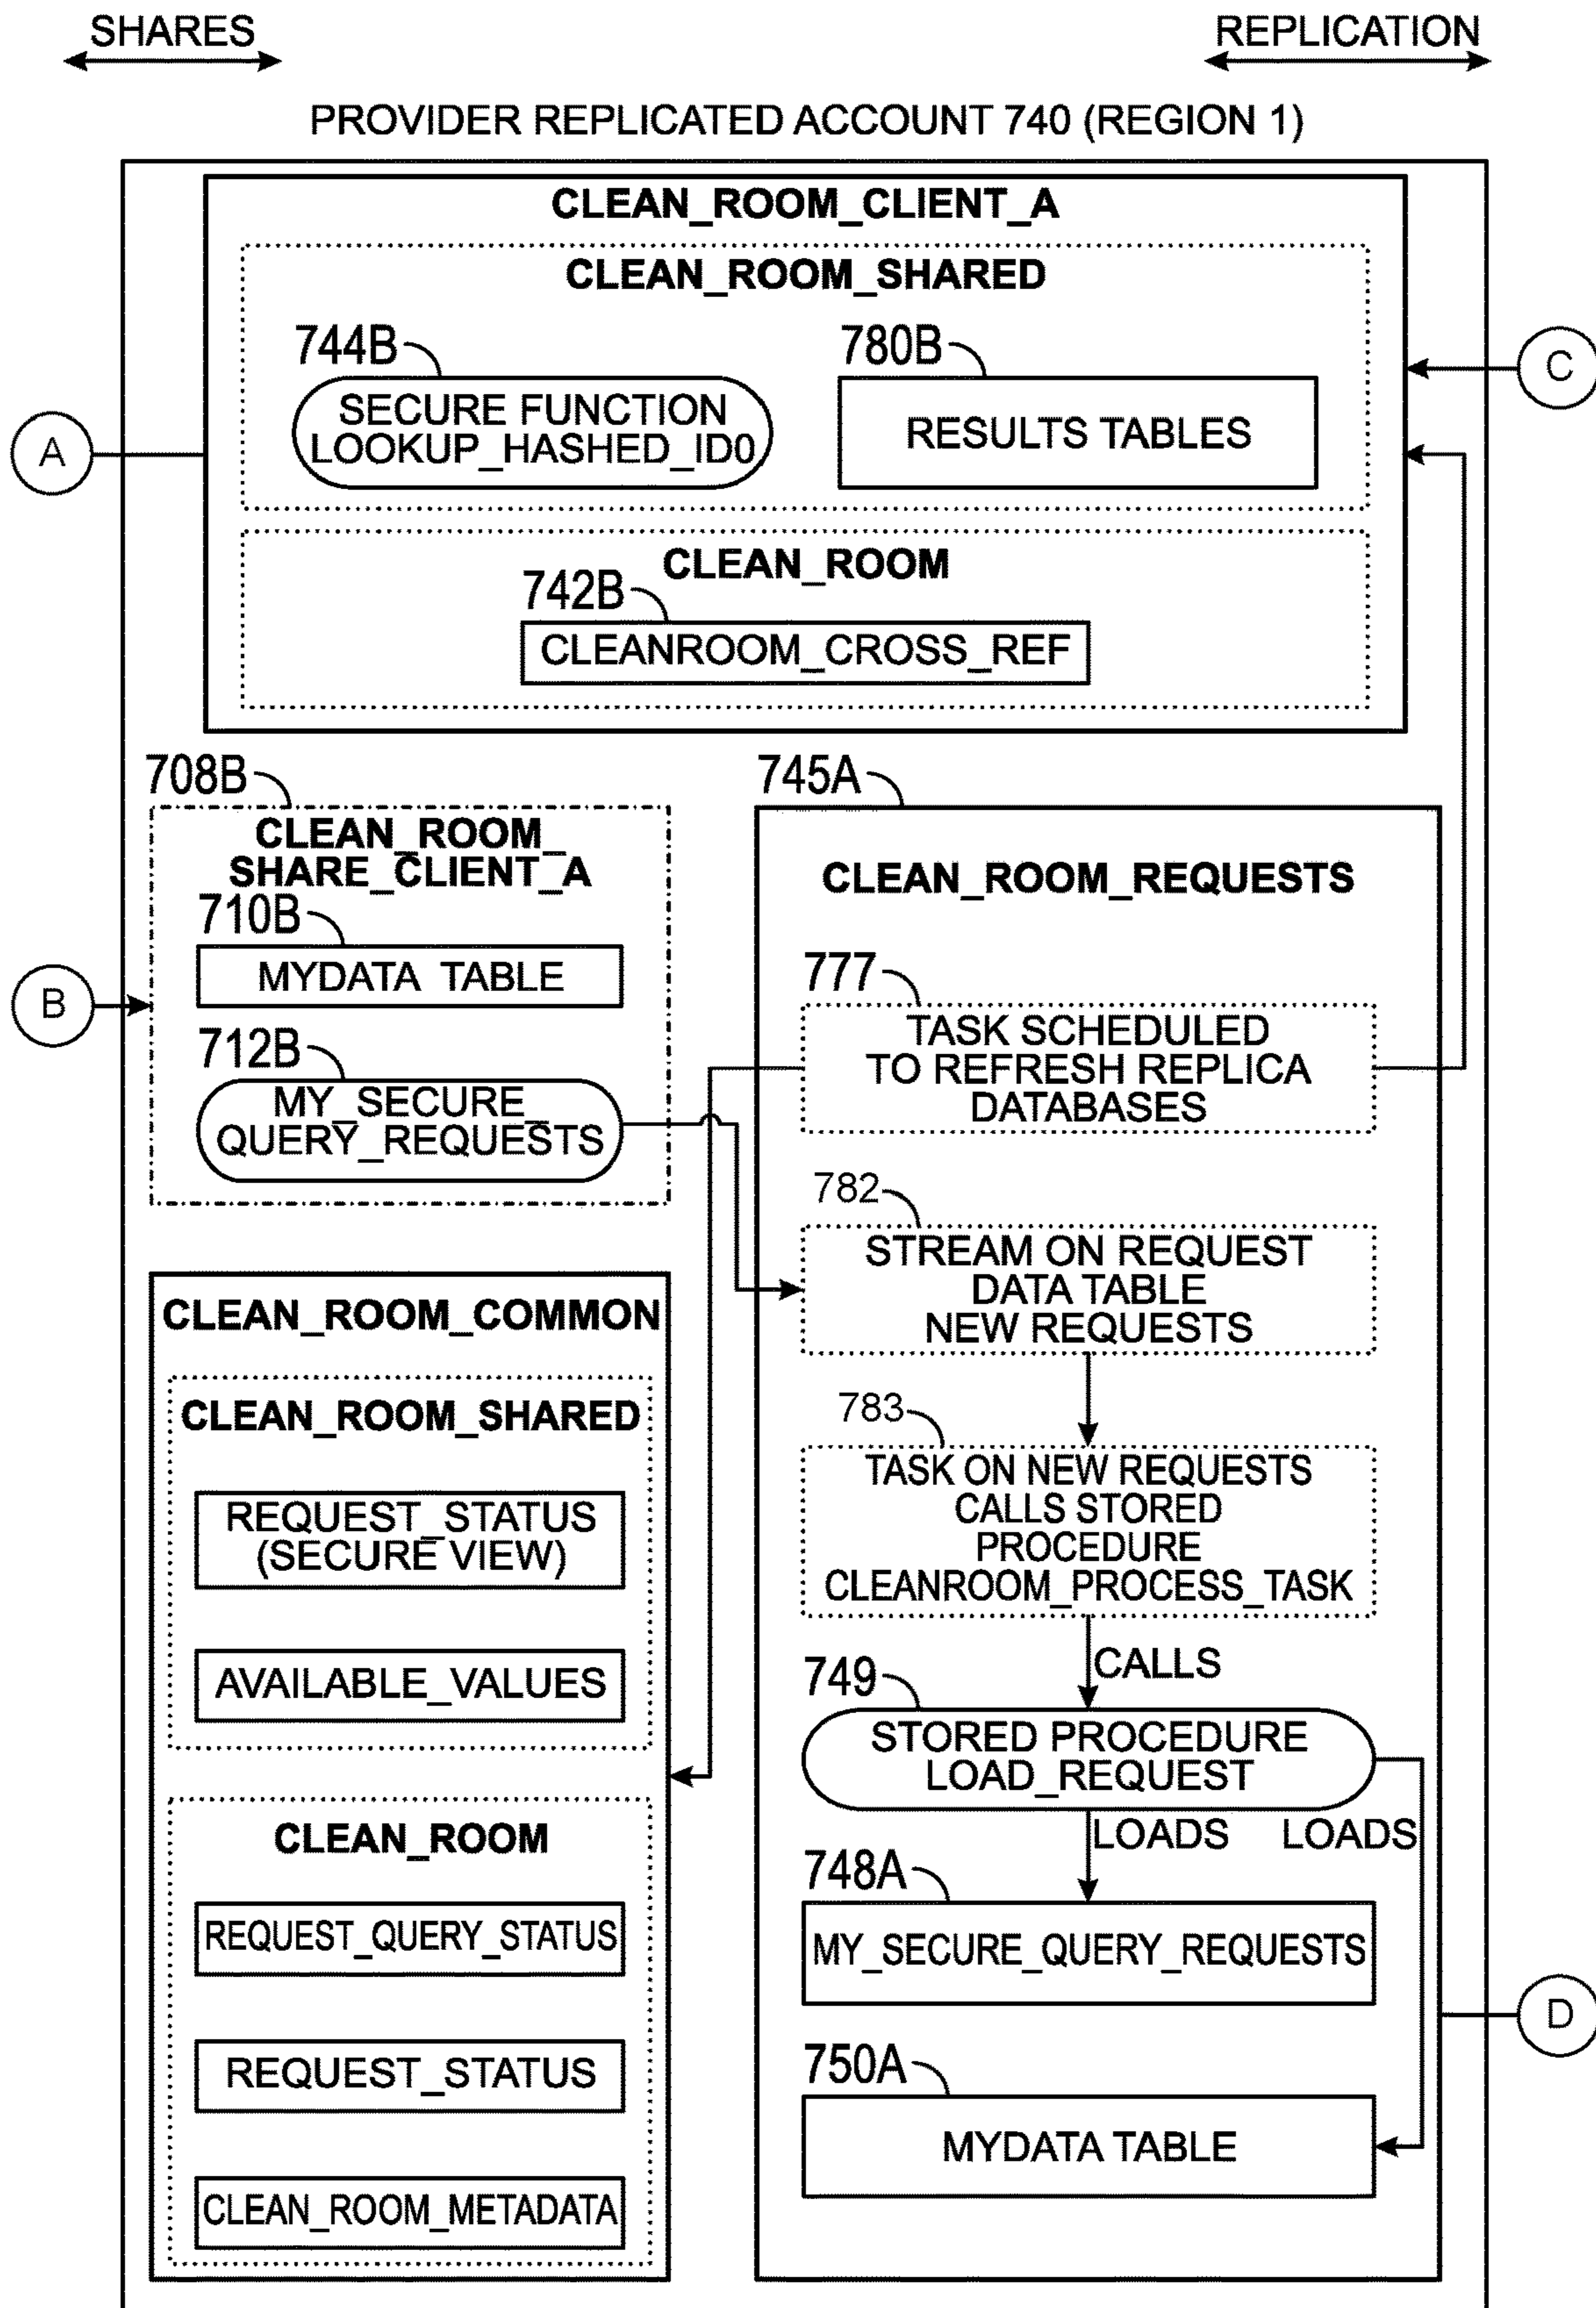 SHARES
REPLICATION
PROVIDER REPLICATED ACCOUNT 740 (REGION 1)
CLEAN_ROOM_CLIENT_A
CLEAN_ROOM_SHARED
744B
780B
SECURE FUNCTION
LOOKUP_HASHED_ID0
RESULTS TABLES
A
C
CLEAN_ROOM
742B
CLEANROOM_CROSS_REF
708B
CLEAN_ROOM_
SHARE_CLIENT_A
710B
MYDATA TABLE
B
712B
MY_SECURE_
QUERY_REQUESTS
745A
CLEAN_ROOM_REQUESTS
777
TASK SCHEDULED
TO REFRESH REPLICA
DATABASES
782
STREAM ON REQUEST
DATA TABLE
NEW REQUESTS
783
TASK ON NEW REQUESTS
CALLS STORED
PROCEDURE
CLEANROOM_PROCESS_TASK
CALLS
749
STORED PROCEDURE
LOAD_REQUEST
LOADS
LOADS
748A
MY_SECURE_QUERY_REQUESTS
D
750A
MYDATA TABLE
CLEAN_ROOM_COMMON
CLEAN_ROOM_SHARED
REQUEST_STATUS
(SECURE VIEW)
AVAILABLE_VALUES
CLEAN_ROOM
REQUEST_QUERY_STATUS
REQUEST_STATUS
CLEAN_ROOM_METADATA